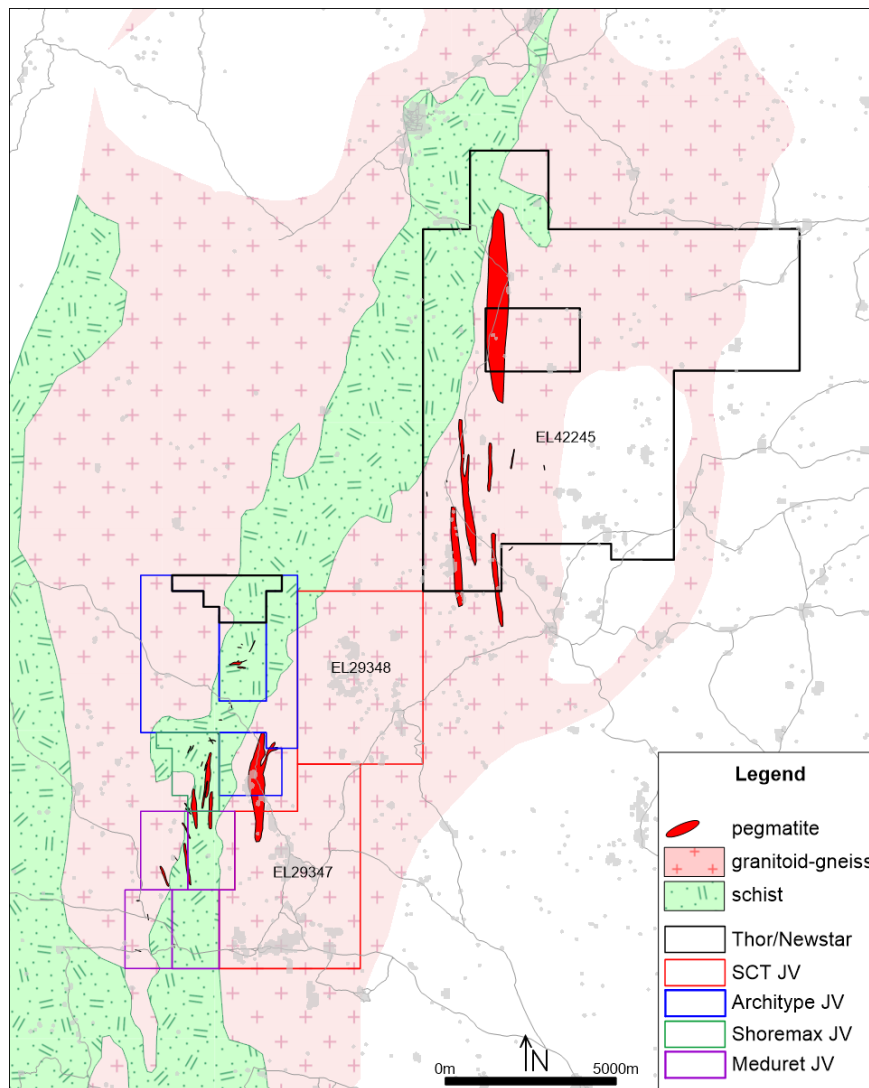 EL42245
EL29348
EL29347
Legend
pegmatite
granitoid-gneiss
schist
Thor/Newstar
SCT JV
Architype JV
Shoremax JV
Meduret JV
0m N 5000m